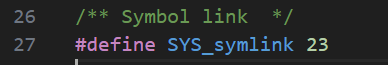 26 /** Symbol link  */
27 #define SYS_symlink 23